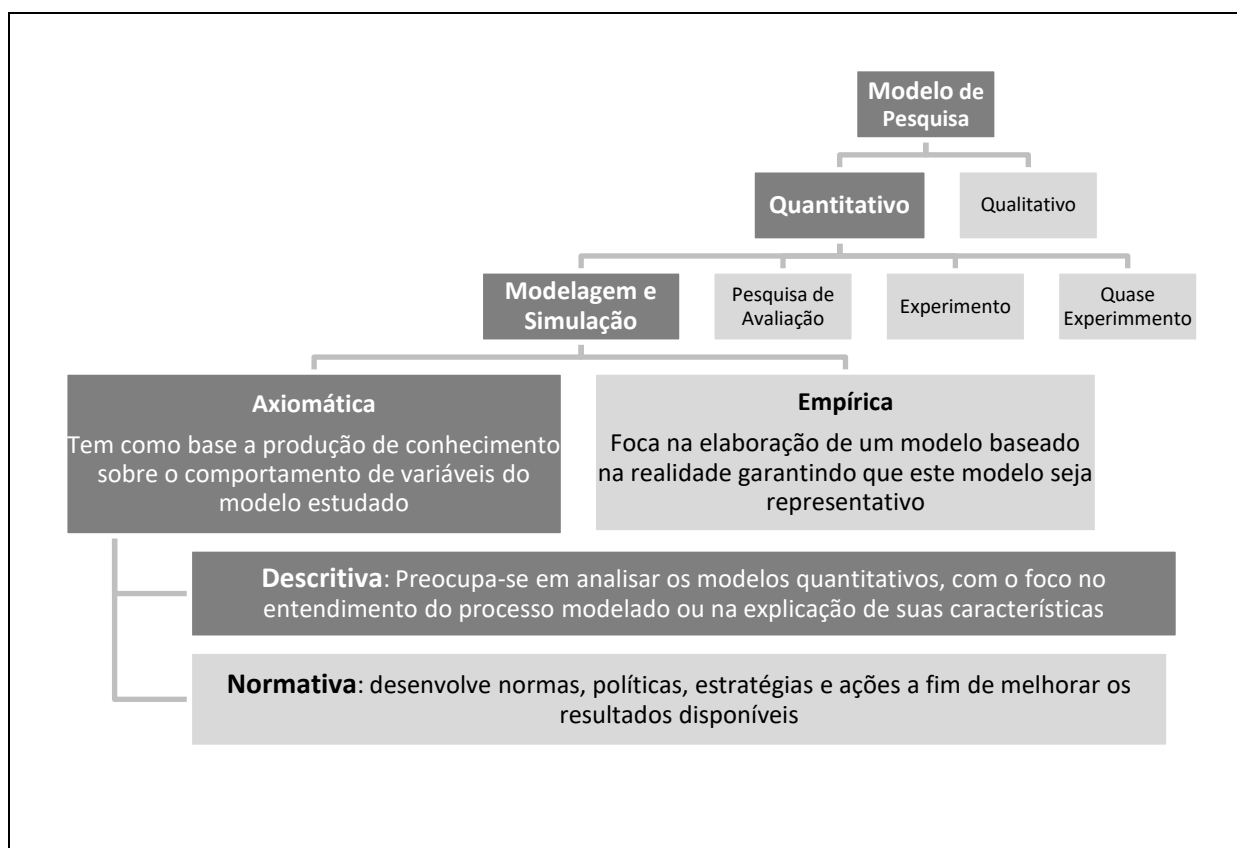 Modelo de
Pesquisa
Quantitativo
Qualitativo
Modelagem e
Simulação
Pesquisa de
Avaliação
Experimento
Quase
Experimmento
Axiomática
Tem como base a produção de conhecimento
sobre o comportamento de variáveis do
modelo estudado
Empírica
Foca na elaboração de um modelo baseado
na realidade garantindo que este modelo seja
representativo
Descritiva: Preocupa-se em analisar os modelos quantitativos, com o foco no
entendimento do processo modelado ou na explicação de suas características
Normativa: desenvolve normas, políticas, estratégias e ações a fim de melhorar os
resultados disponíveis